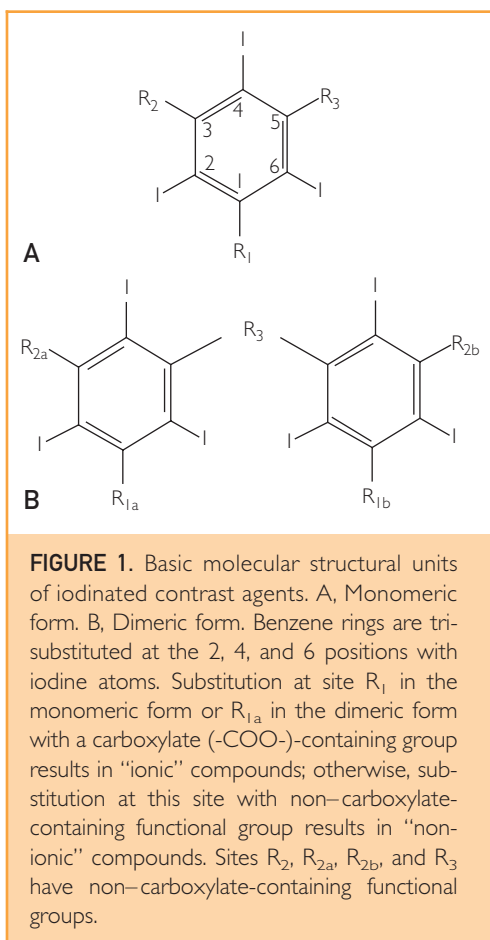 I
R2 R3
4
3 5
2 6
I I I
R1
A
I I
R2a R3 R2b
I I I I
R1a R1b
B
FIGURE 1. Basic molecular structural units
of iodinated contrast agents. A, Monomeric
form. B, Dimeric form. Benzene rings are tri-
substituted at the 2, 4, and 6 positions with
iodine atoms. Substitution at site R1 in the
monomeric form or R1a in the dimeric form
with a carboxylate (-COO-)-containing group
results in “ionic” compounds; otherwise, sub-
stitution at this site with non–carboxylate-
containing functional group results in “non-
ionic” compounds. Sites R2, R2a, R2b, and R3
have non–carboxylate-containing functional
groups.